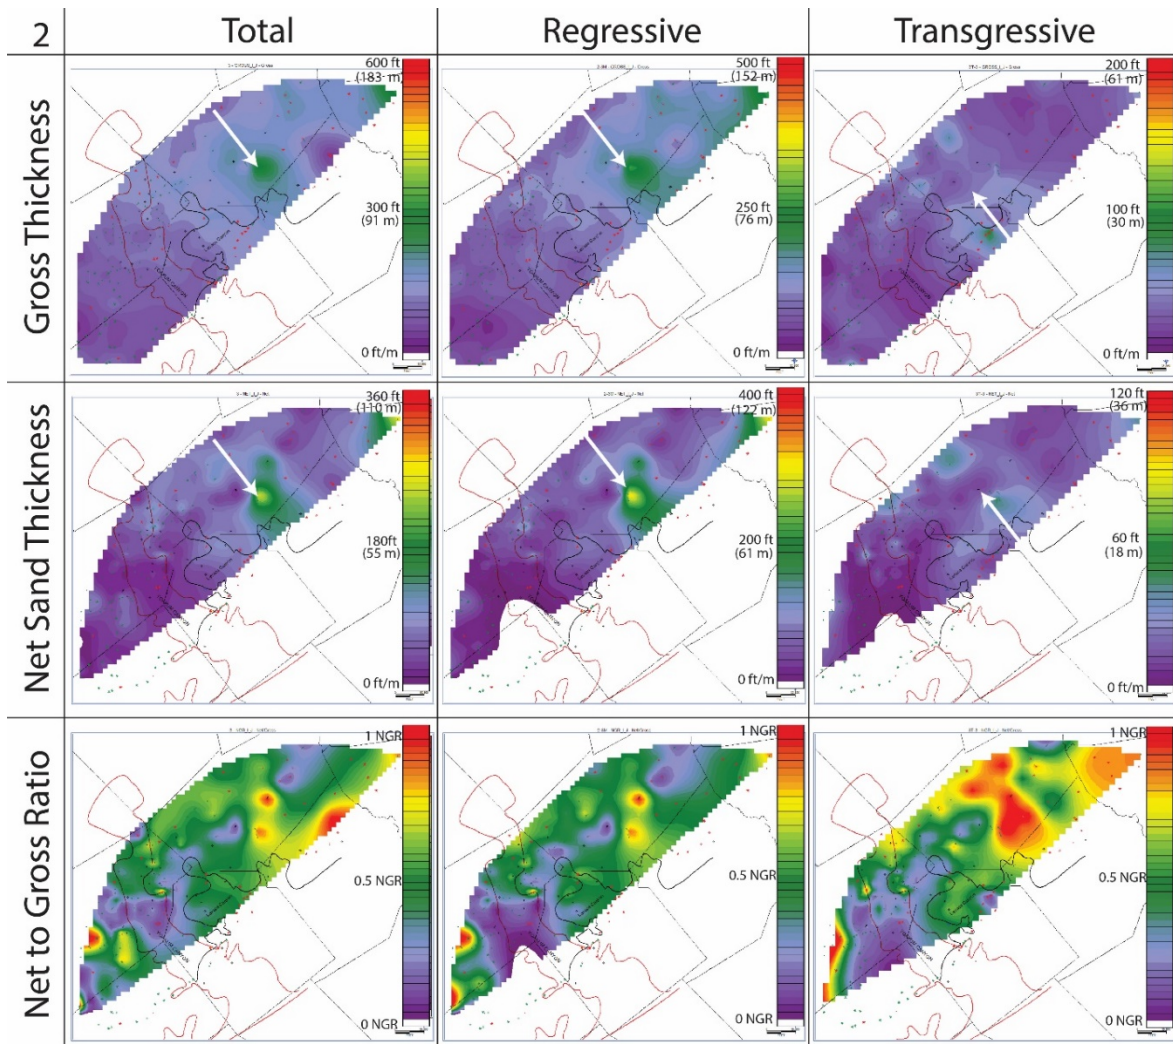 2
Total
Regressive
Transgressive
Gross Thickness
600 ft
(183 m)
300 ft
(91 m)
0 ft/m
500 ft
(152 m)
250 ft
(76 m)
0 ft/m
200 ft
(61 m)
100 ft
(30 m)
0 ft/m
Net Sand Thickness
360 ft
(110 m)
180ft
(55 m)
0 ft/m
400 ft
(122 m)
200 ft
(61 m)
0 ft/m
120 ft
(36 m)
60 ft
(18 m)
0 ft/m
Net to Gross Ratio
1 NGR
0.5 NGR
0 NGR
1 NGR
0.5 NGR
0 NGR
1 NGR
0.5 NGR
0 NGR